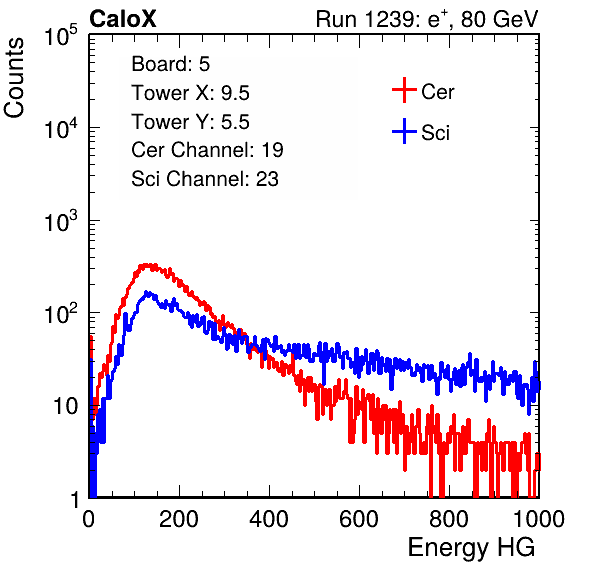 CaloX Run 1239: e⁺, 80 GeV
Board: 5
Tower X: 9.5
Tower Y: 5.5
Cer Channel: 19
Sci Channel: 23
Cer
Sci
Counts
10⁵
10⁴
10³
10²
10
1
0 200 400 600 800 1000
Energy HG